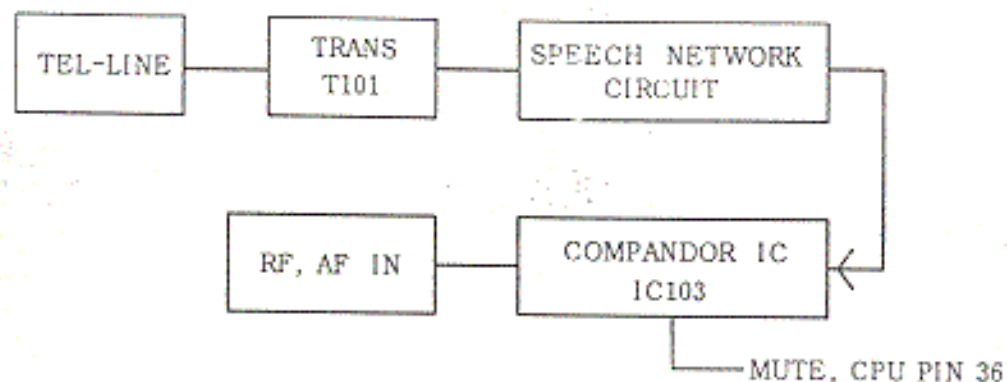 TEL-LINE
TRANS
T101
SPEECH NETWORK
CIRCUIT
RF, AF IN
COMPANDOR IC
IC103
MUTE, CPU PIN 36